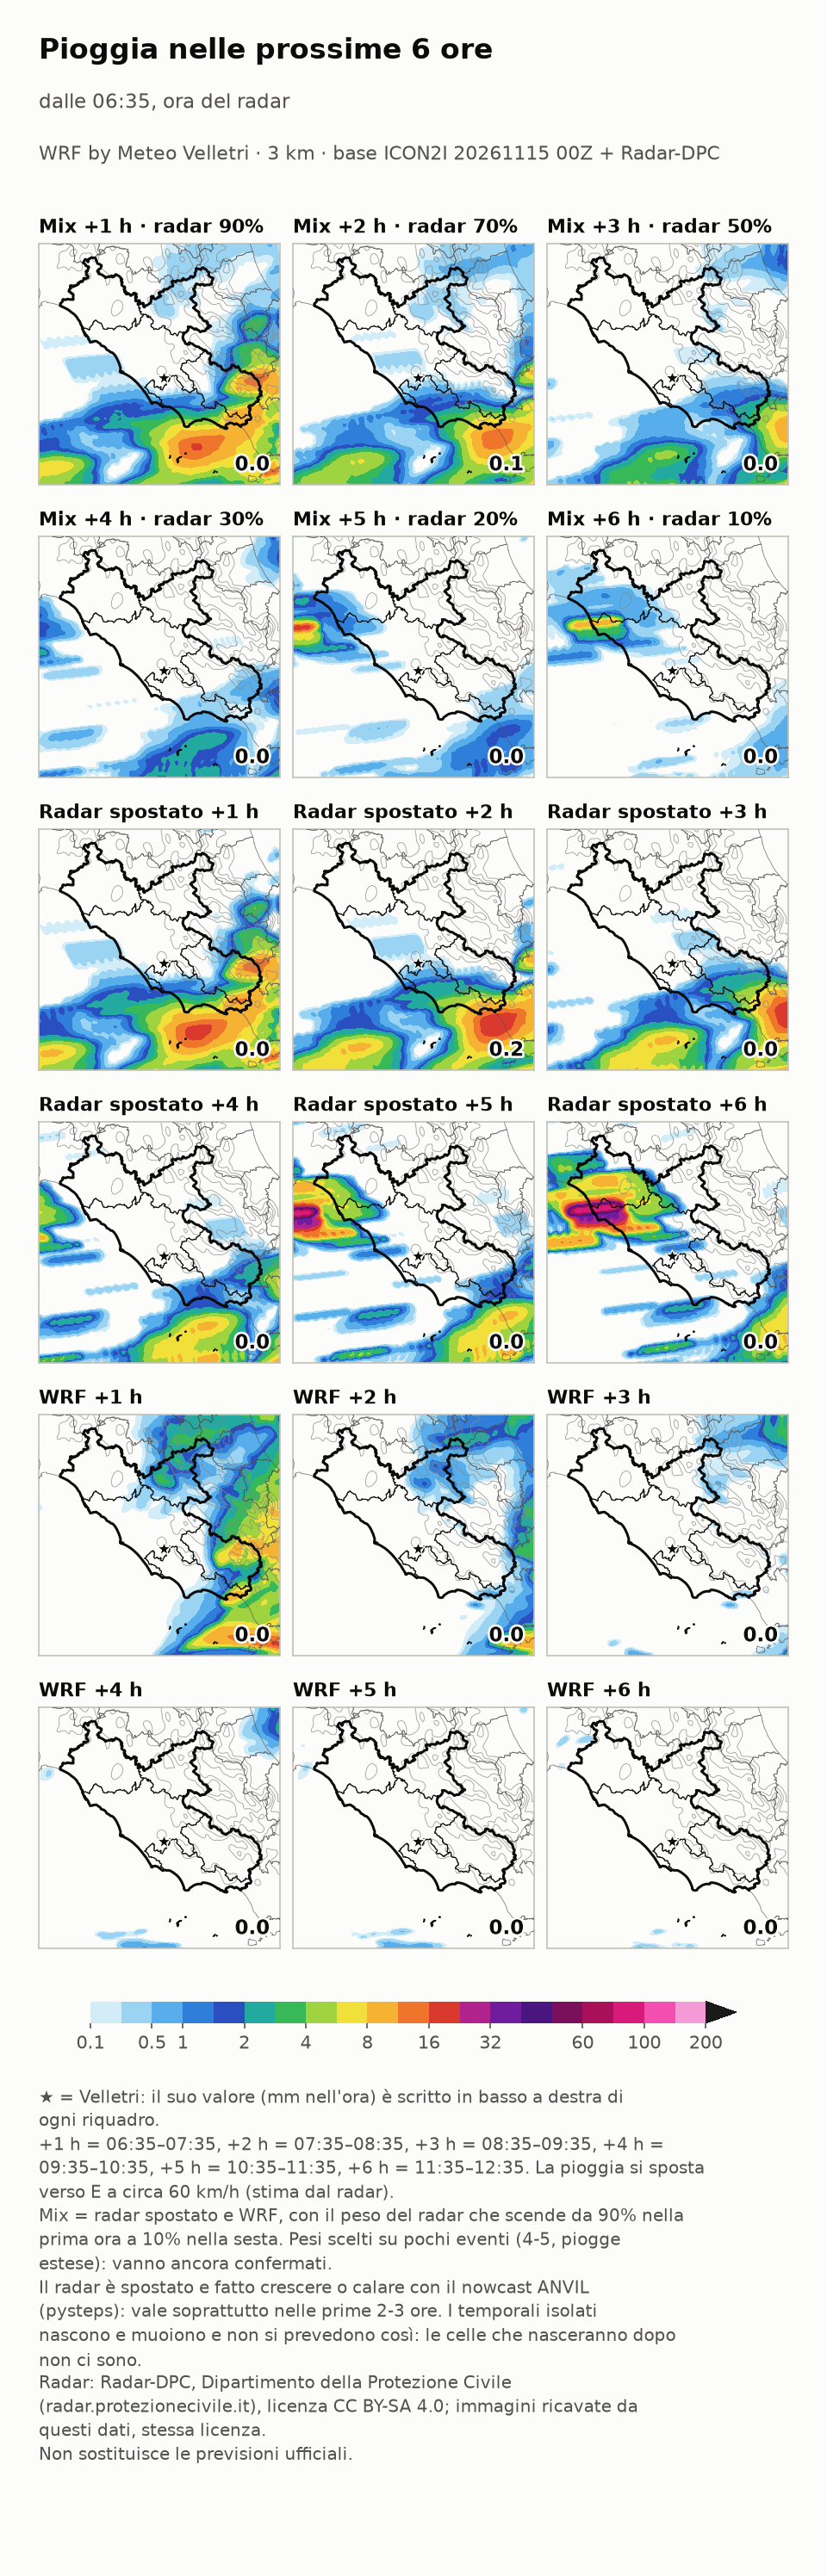 Pioggia nelle prossime 6 ore
dalle 06:35, ora del radar
WRF by Meteo Velletri · 3 km · base ICON2I 20261115 00Z + Radar-DPC
Mix +1 h · radar 90%
Mix +2 h · radar 70%
Mix +3 h · radar 50%
0.0
0.1
0.0
Mix +4 h · radar 30%
Mix +5 h · radar 20%
Mix +6 h · radar 10%
0.0
0.0
0.0
Radar spostato +1 h
Radar spostato +2 h
Radar spostato +3 h
0.0
0.2
0.0
Radar spostato +4 h
Radar spostato +5 h
Radar spostato +6 h
0.0
0.0
0.0
WRF +1 h
WRF +2 h
WRF +3 h
0.0
0.0
0.0
WRF +4 h
WRF +5 h
WRF +6 h
0.0
0.0
0.0
0.1 0.5 1 2 4 8 16 32 60 100 200
★ = Velletri: il suo valore (mm nell'ora) è scritto in basso a destra di
ogni riquadro.
+1 h = 06:35–07:35, +2 h = 07:35–08:35, +3 h = 08:35–09:35, +4 h =
09:35–10:35, +5 h = 10:35–11:35, +6 h = 11:35–12:35. La pioggia si sposta
verso E a circa 60 km/h (stima dal radar).
Mix = radar spostato e WRF, con il peso del radar che scende da 90% nella
prima ora a 10% nella sesta. Pesi scelti su pochi eventi (4-5, piogge
estese): vanno ancora confermati.
Il radar è spostato e fatto crescere o calare con il nowcast ANVIL
(pysteps): vale soprattutto nelle prime 2-3 ore. I temporali isolati
nascono e muoiono e non si prevedono così: le celle che nasceranno dopo
non ci sono.
Radar: Radar-DPC, Dipartimento della Protezione Civile
(radar.protezionecivile.it), licenza CC BY-SA 4.0; immagini ricavate da
questi dati, stessa licenza.
Non sostituisce le previsioni ufficiali.